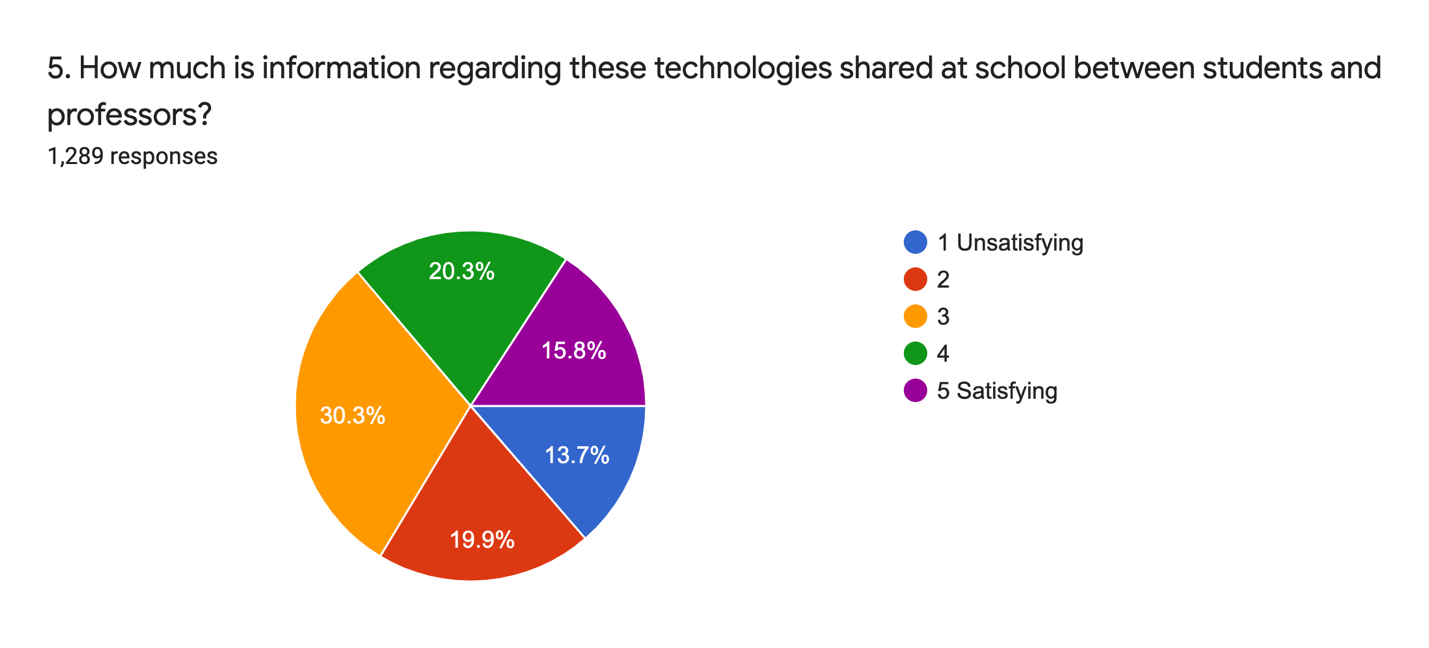 5. How much is information regarding these technologies shared at school between students and
professors?
1,289 responses
20.3%
15.8%
30.3%
13.7%
19.9%
1 Unsatisfying
2
3
4
5 Satisfying